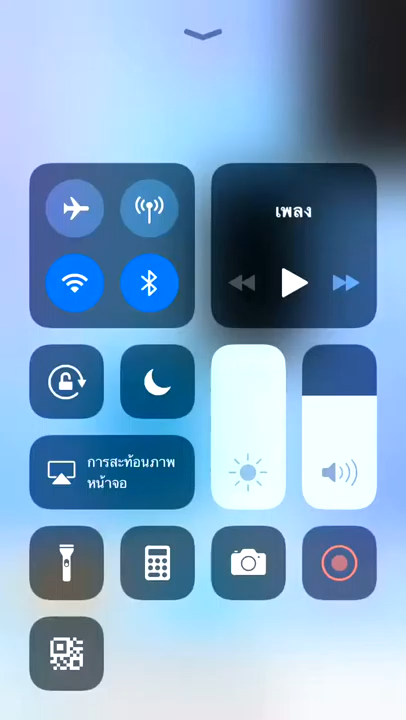 เพลง
การสะท้อนภาพ
หน้าจอ